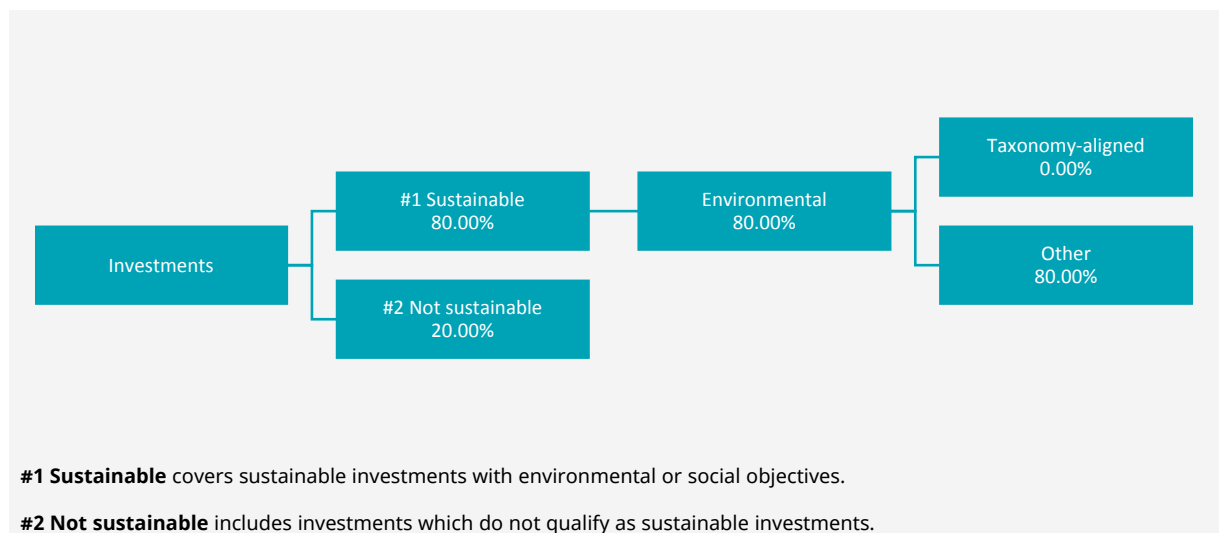 Investments
#1 Sustainable
80.00%
#2 Not sustainable
20.00%
Environmental
80.00%
Taxonomy-aligned
0.00%
Other
80.00%
#1 Sustainable covers sustainable investments with environmental or social objectives.
#2 Not sustainable includes investments which do not qualify as sustainable investments.